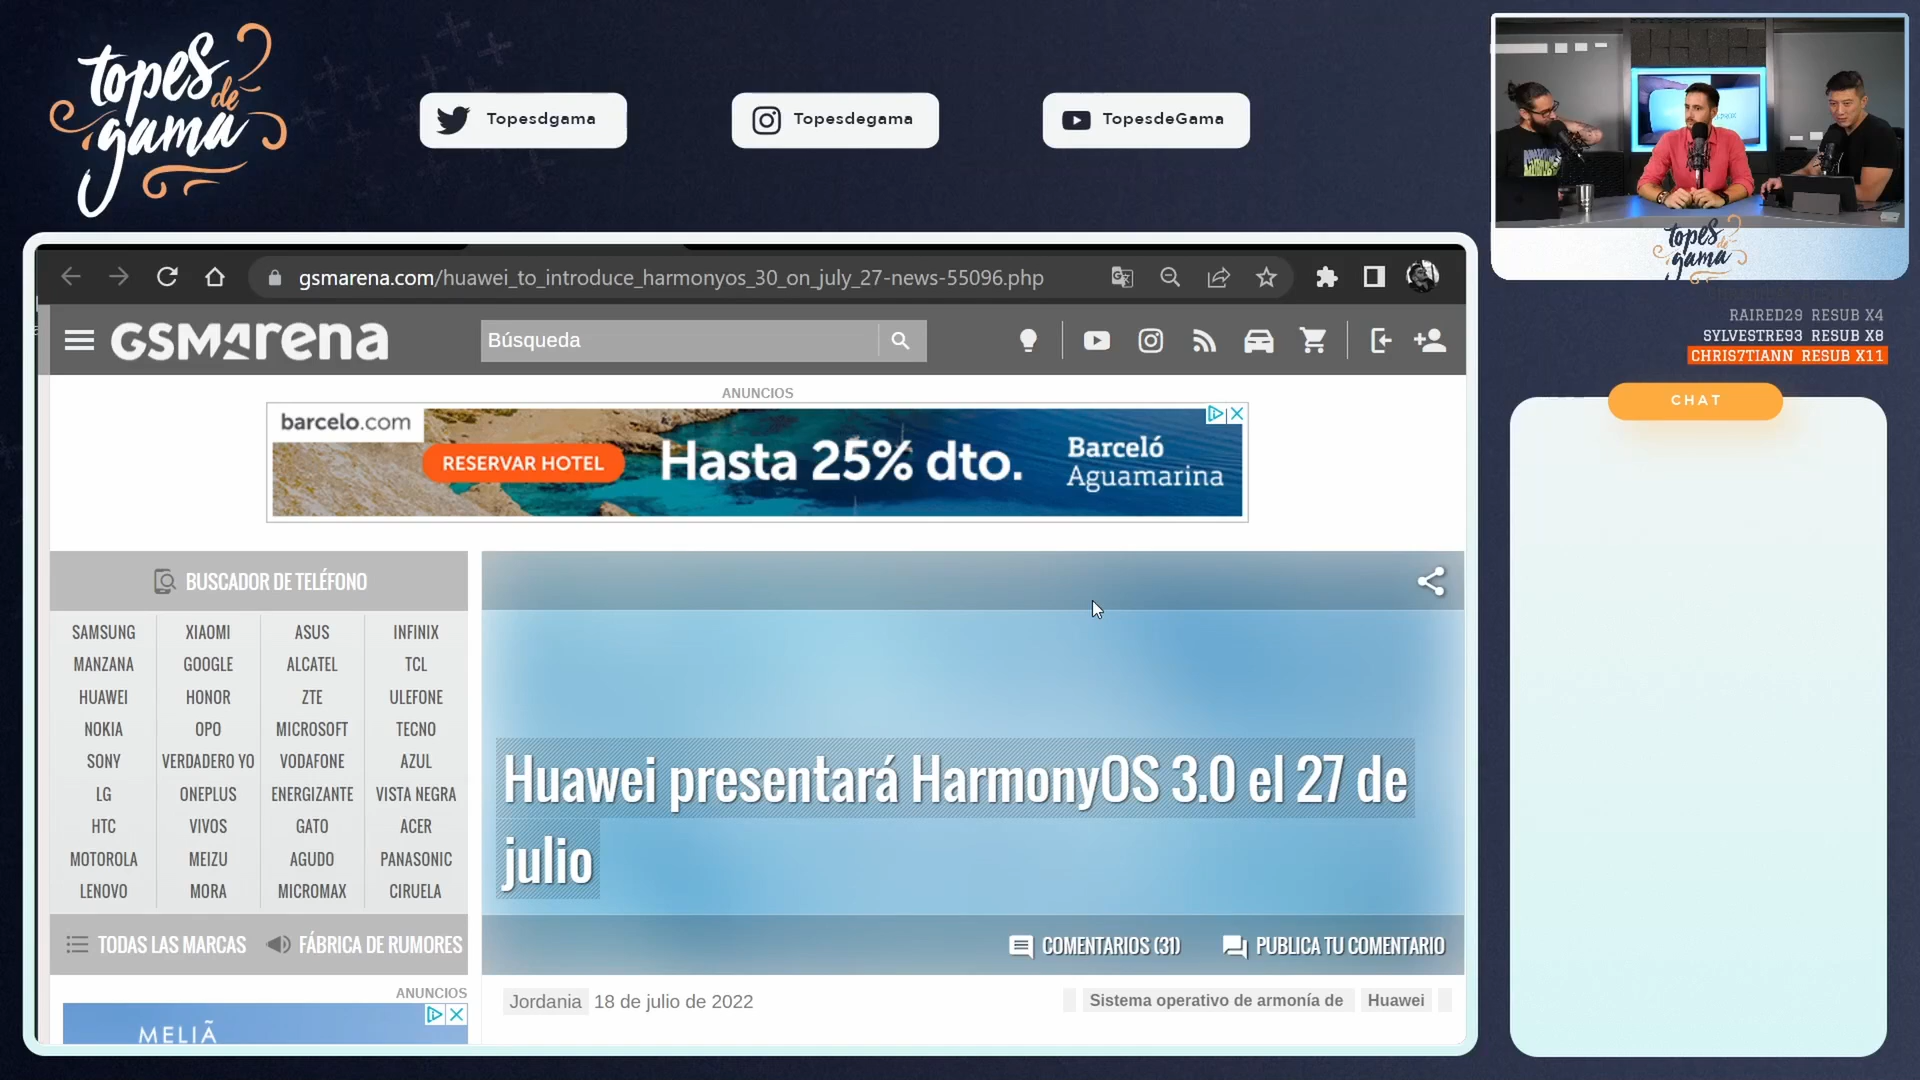 topes
de
gama
Topesdgama
Topesdegama
TopesdeGama
topes
de
gama
RAIRED29 RESUB X4
SYLVESTRE93 RESUB X8
CHRIS7TIANN RESUB X11
CHAT
gsmarena.com/huawei_to_introduce_harmonyos_30_on_july_27-news-55096.php
GSMArena
Búsqueda
ANUNCIOS
barcelo.com
RESERVAR HOTEL
Hasta 25% dto.
Barceló
Aguamarina
BUSCADOR DE TELÉFONO
SAMSUNG XIAOMI ASUS INFINIX
MANZANA GOOGLE ALCATEL TCL
HUAWEI HONOR ZTE ULEFONE
NOKIA OPO MICROSOFT TECNO
SONY VERDADERO YO VODAFONE AZUL
LG ONEPLUS ENERGIZANTE VISTA NEGRA
HTC VIVOS GATO ACER
MOTOROLA MEIZU AGUDO PANASONIC
LENOVO MORA MICROMAX CIRUELA
TODAS LAS MARCAS FÁBRICA DE RUMORES
ANUNCIOS
MELIÃ
Huawei presentará HarmonyOS 3.0 el 27 de
julio
COMENTARIOS (31) PUBLICA TU COMENTARIO
Jordania 18 de julio de 2022
Sistema operativo de armonía de Huawei